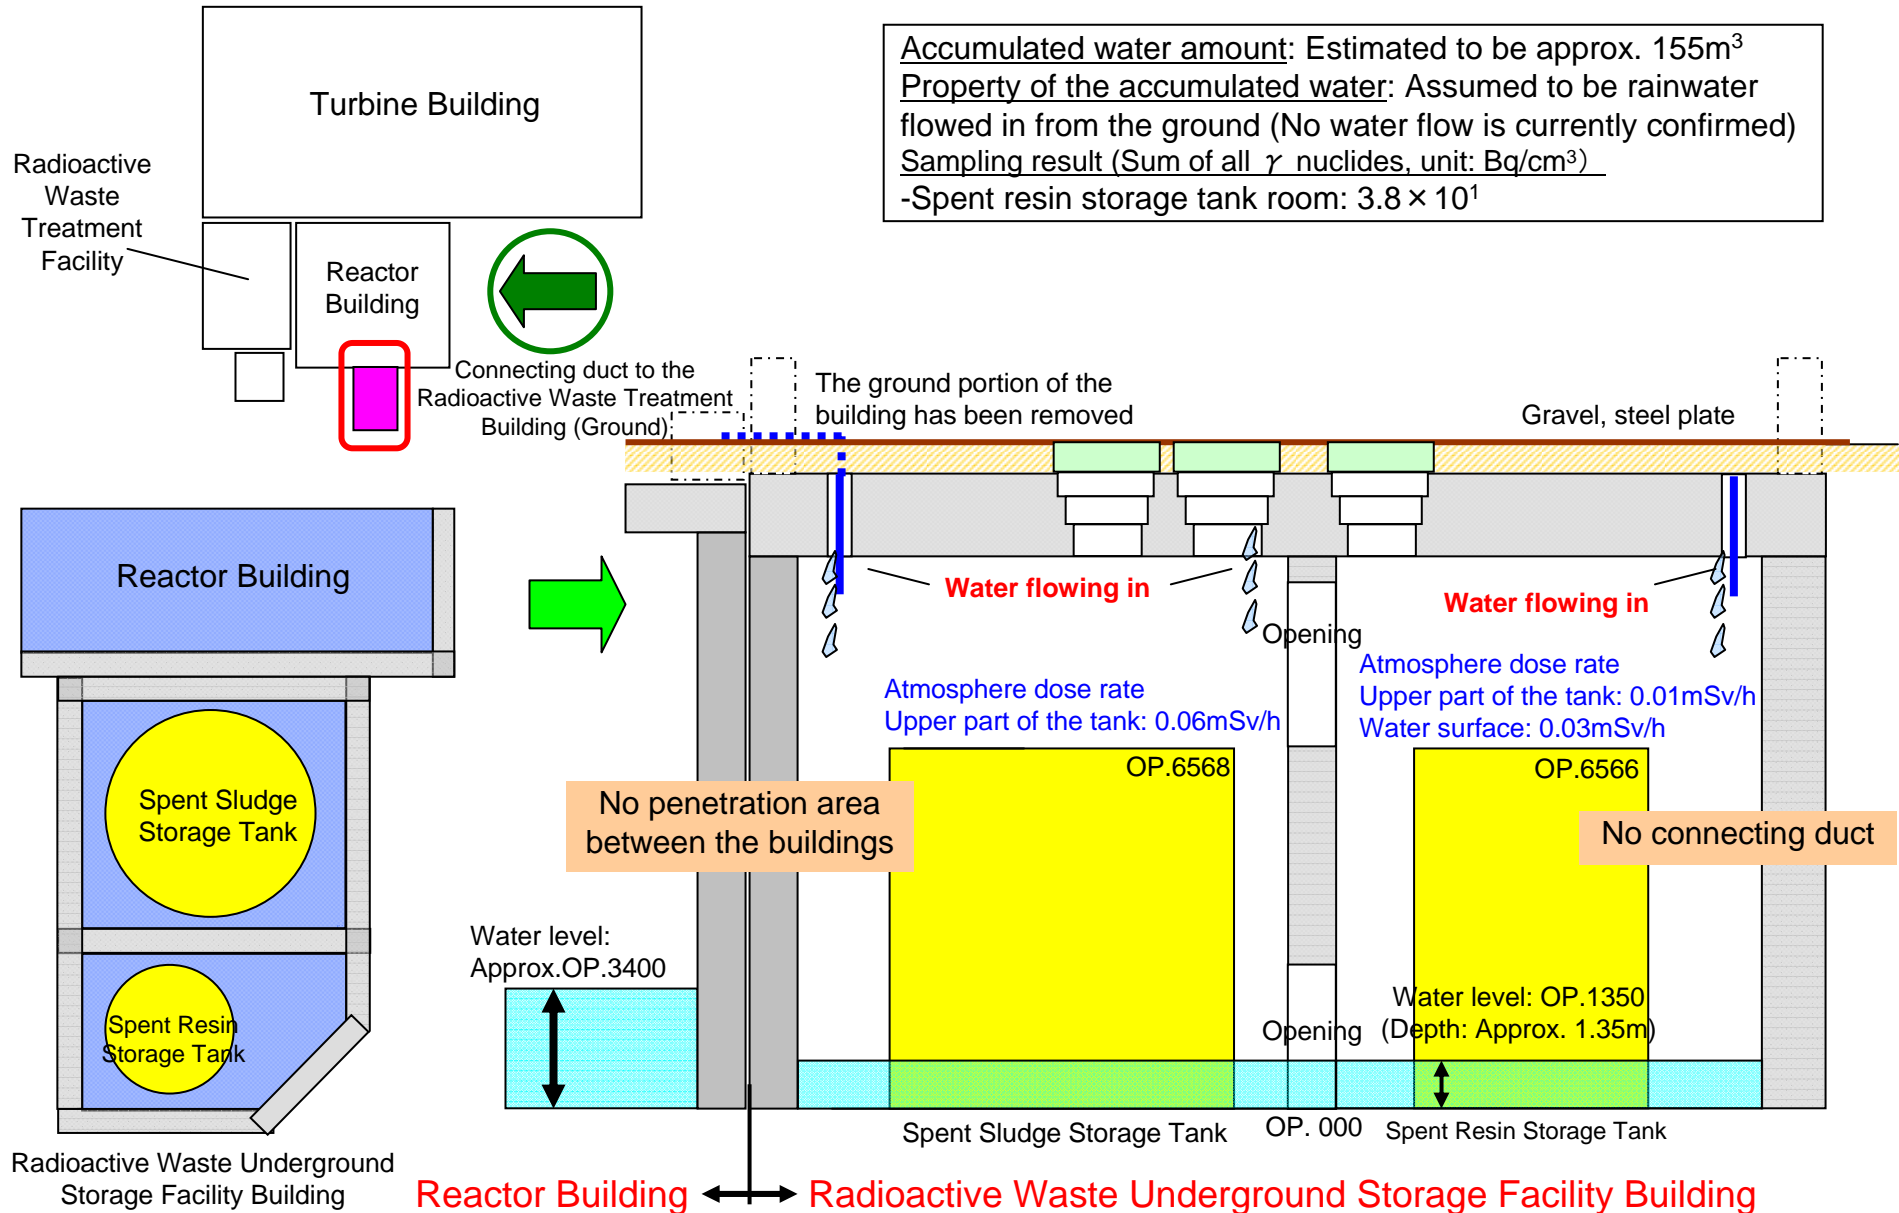 Turbine Building
Radioactive
Waste
Treatment
Facility
Reactor
Building
Accumulated water amount: Estimated to be approx. 155m³
Property of the accumulated water: Assumed to be rainwater
flowed in from the ground (No water flow is currently confirmed)
Sampling result (Sum of all γ nuclides, unit: Bq/cm³)
-Spent resin storage tank room: 3.8×10¹
Connecting duct to the
Radioactive Waste Treatment
Building (Ground)
The ground portion of the
building has been removed
Gravel, steel plate
Reactor Building
Water flowing in
Water flowing in
Opening
Atmosphere dose rate
Upper part of the tank: 0.06mSv/h
Atmosphere dose rate
Upper part of the tank: 0.01mSv/h
Water surface: 0.03mSv/h
OP.6568
OP.6566
No penetration area
between the buildings
No connecting duct
Spent Sludge
Storage Tank
Spent Resin
Storage Tank
Water level:
Approx.OP.3400
Water level: OP.1350
(Depth: Approx. 1.35m)
Opening
OP. 000
Spent Sludge Storage Tank
Spent Resin Storage Tank
Radioactive Waste Underground
Storage Facility Building
Reactor Building
Radioactive Waste Underground Storage Facility Building